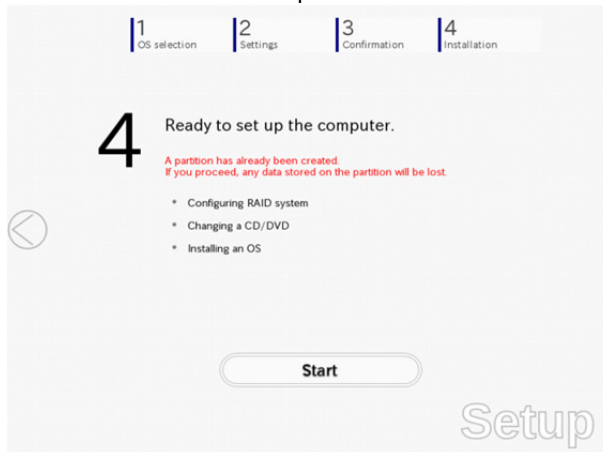 1
OS selection
2
Settings
3
Confirmation
4
Installation
4
Ready to set up the computer.
A partition has already been created.
If you proceed, any data stored on the partition will be lost.
* Configuring RAID system
* Changing a CD/DVD
* Installing an OS
Start
Setup